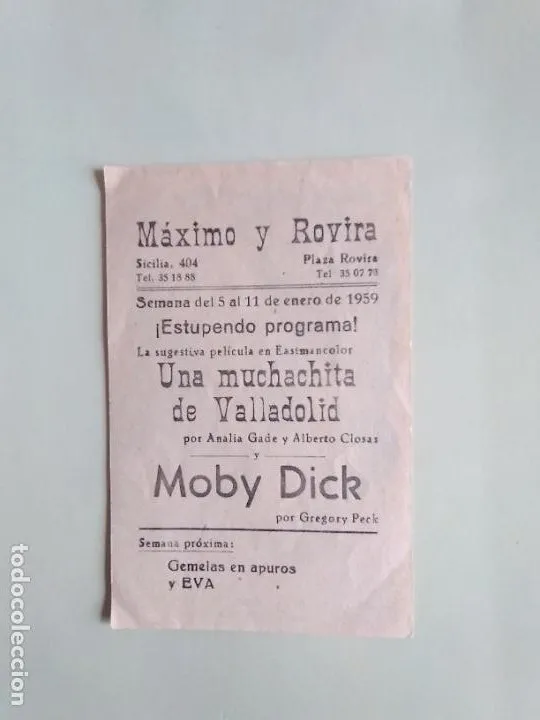 Máximo y Rovira
Sicilia, 404 Plaza Rovira
Tel. 35 18 88 Tel 35 07 73
Semana del 5 al 11 de enero de 1959
¡Estupendo programa!
La sugestiva película en Eastmancolor
Una muchachita
de Valladolid
por Analia Gade y Alberto Closas
y
Moby Dick
por Gregory Peck
Semana próxima:
Gemelas en apuros
y EVA
todocoleccion